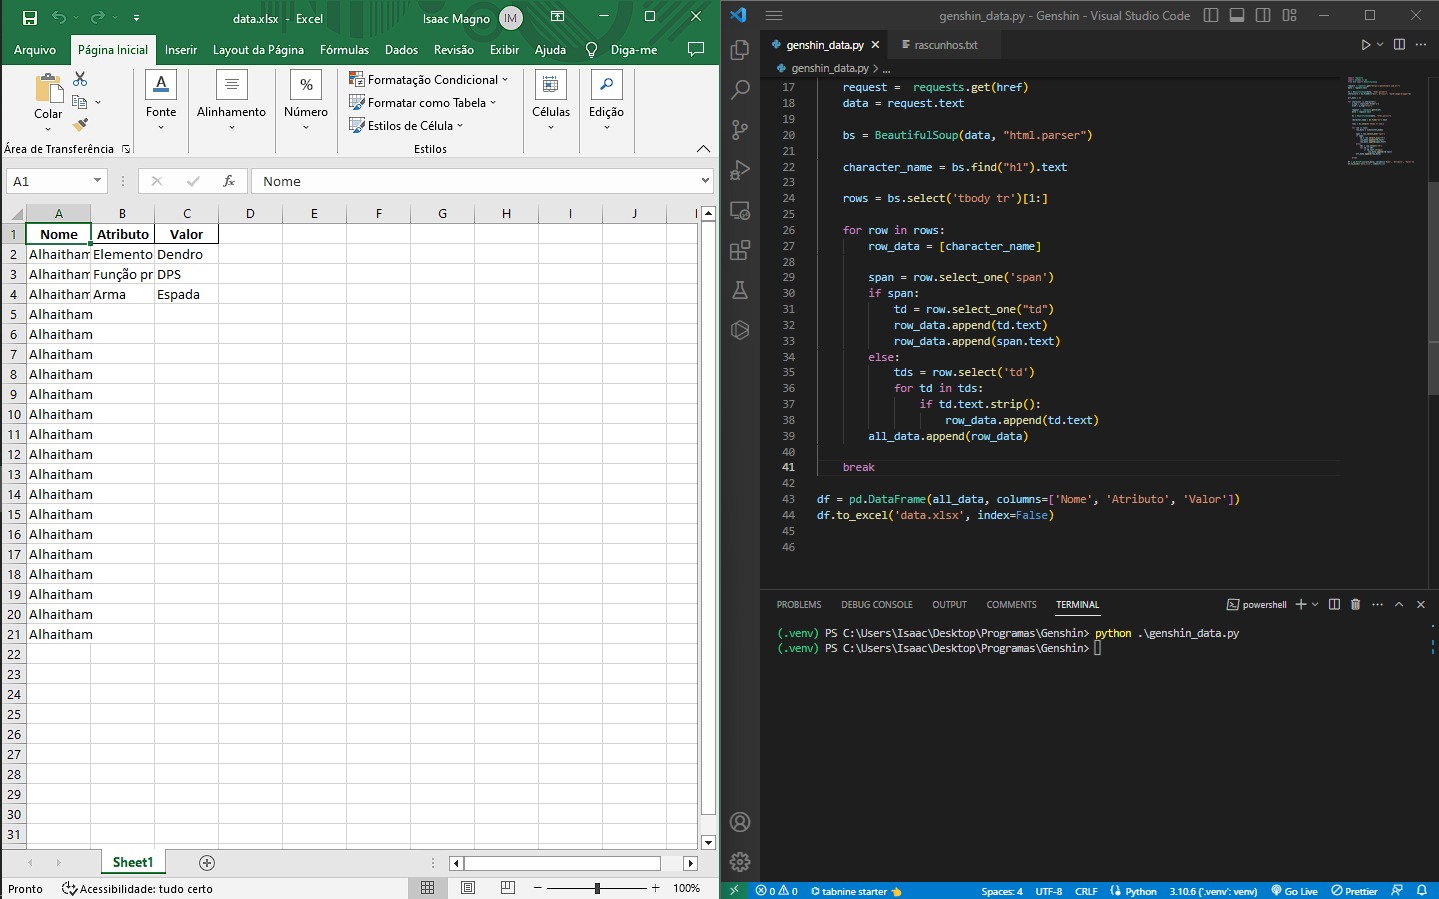 data.xlsx - Excel
Isaac Magno IM
Arquivo Página Inicial Inserir Layout da Página Fórmulas Dados Revisão Exibir Ajuda Diga-me
Colar
Área de Transferência
Fonte
Alinhamento
Número
Formatação Condicional
Formatar como Tabela
Estilos de Célula
Estilos
Células
Edição
A1 fx Nome
A B C D E F G H I J
1 Nome Atributo Valor
2 Alhaitham Elemento Dendro
3 Alhaitham Função pr DPS
4 Alhaitham Arma Espada
5 Alhaitham
6 Alhaitham
7 Alhaitham
8 Alhaitham
9 Alhaitham
10 Alhaitham
11 Alhaitham
12 Alhaitham
13 Alhaitham
14 Alhaitham
15 Alhaitham
16 Alhaitham
17 Alhaitham
18 Alhaitham
19 Alhaitham
20 Alhaitham
21 Alhaitham
22
23
24
25
26
27
28
29
30
31
Sheet1
Pronto Acessibilidade: tudo certo 100%
genshin_data.py - Genshin - Visual Studio Code
genshin_data.py rascunhos.txt
genshin_data.py > ...
17 request =  requests.get(href)
18 data = request.text
19
20 bs = BeautifulSoup(data, "html.parser")
21
22 character_name = bs.find("h1").text
23
24 rows = bs.select('tbody tr')[1:]
25
26 for row in rows:
27 row_data = [character_name]
28
29 span = row.select_one('span')
30 if span:
31 td = row.select_one("td")
32 row_data.append(td.text)
33 row_data.append(span.text)
34 else:
35 tds = row.select('td')
36 for td in tds:
37 if td.text.strip():
38 row_data.append(td.text)
39 all_data.append(row_data)
40
41 break
42
43 df = pd.DataFrame(all_data, columns=['Nome', 'Atributo', 'Valor'])
44 df.to_excel('data.xlsx', index=False)
45
46
PROBLEMS DEBUG CONSOLE OUTPUT COMMENTS TERMINAL powershell
(.venv) PS C:\Users\Isaac\Desktop\Programas\Genshin> python .\genshin_data.py
(.venv) PS C:\Users\Isaac\Desktop\Programas\Genshin>
0 0 tabnine starter Spaces: 4 UTF-8 CRLF Python 3.10.6 ('.venv': venv) Go Live Prettier